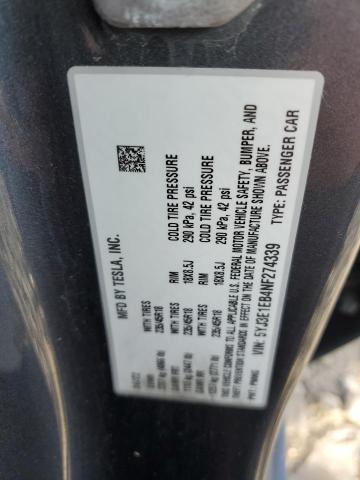 MFG BY TESLA, INC.
GVWR
WITH TIRES RIM COLD TIRE PRESSURE
235/45R18 18X8.5J 290 kPa, 42 psi
WITH TIRES RIM COLD TIRE PRESSURE
235/45R18 18X8.5J 290 kPa, 42 psi
THIS VEHICLE CONFORMS TO ALL APPLICABLE U.S. FEDERAL MOTOR VEHICLE SAFETY, BUMPER, AND
THEFT PREVENTION STANDARDS IN EFFECT ON THE DATE OF MANUFACTURE SHOWN ABOVE.
VIN: 5YJ3E1EB4NF274339 TYPE: PASSENGER CAR